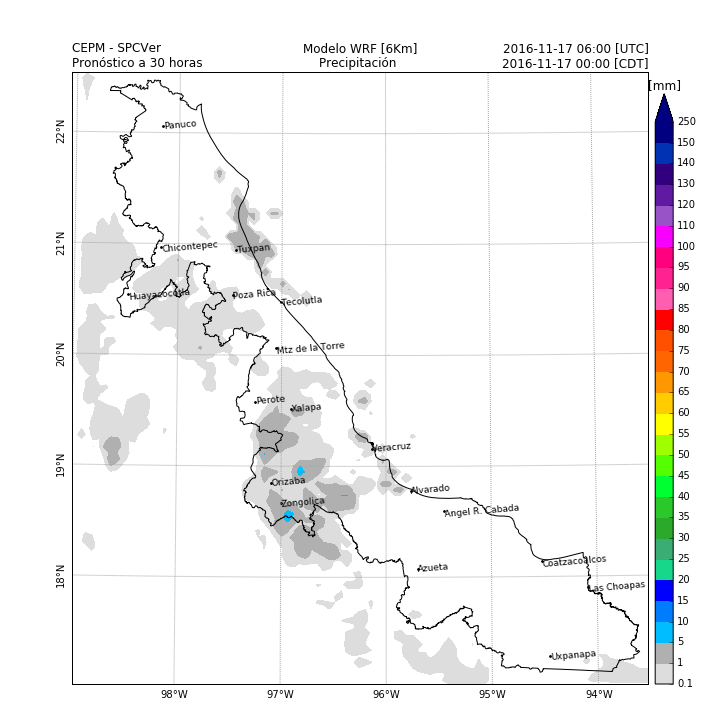 CEPM - SPCVer
Pronóstico a 30 horas
Modelo WRF [6Km]
Precipitación
2016-11-17 06:00 [UTC]
2016-11-17 00:00 [CDT]
[mm]
250
150
140
130
120
110
100
95
90
85
80
75
70
65
60
55
50
45
40
35
30
25
20
15
10
5
1
0.1
22°N
21°N
20°N
19°N
18°N
98°W
97°W
96°W
95°W
94°W
Panuco
Chicontepec
Tuxpan
Huayacocotla
Poza Rica
Tecolutla
Mtz de la Torre
Perote
Xalapa
Veracruz
Orizaba
Zongolica
Alvarado
Angel R. Cabada
Azueta
Coatzacoalcos
Las Choapas
Uxpanapa